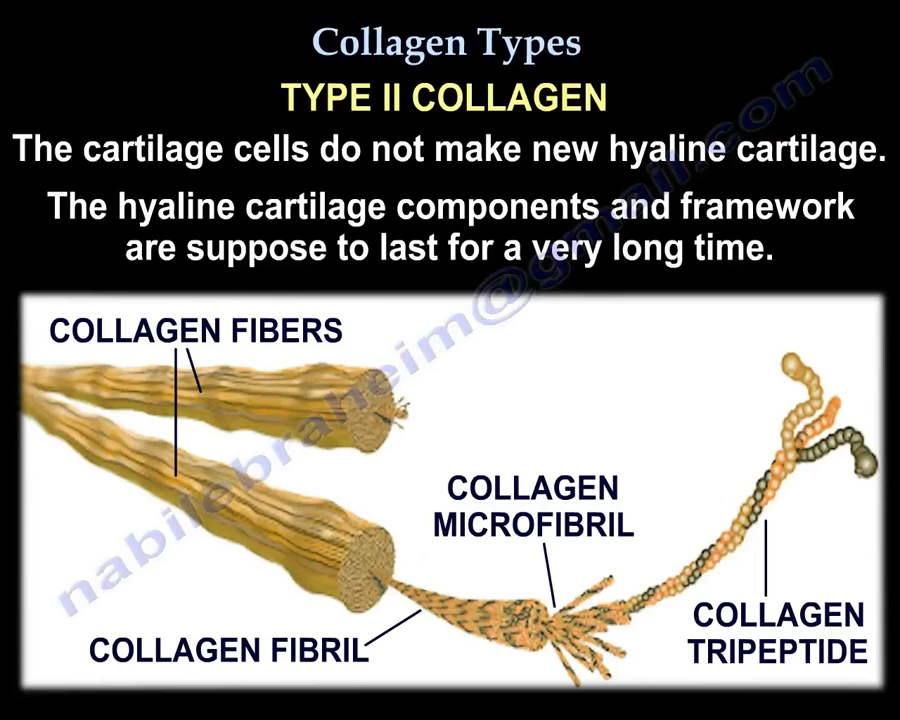 Collagen Types
TYPE II COLLAGEN
The cartilage cells do not make new hyaline cartilage.
The hyaline cartilage components and framework
are suppose to last for a very long time.
COLLAGEN FIBERS
COLLAGEN
MICROFIBRIL
COLLAGEN FIBRIL
COLLAGEN
TRIPEPTIDE
nabilebraheim@gmail.com